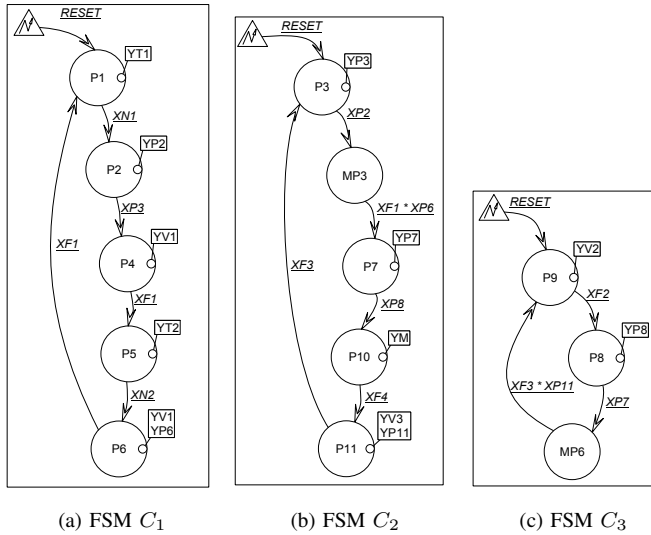 RESET
P1
YT1
XN1
P2
YP2
XP3
P4
YV1
XF1
XF1
P5
YT2
XN2
P6
YV1
YP6
(a) FSM C1
RESET
P3
YP3
XP2
MP3
XF1 * XP6
P7
YP7
XF3
XP8
P10
YM
XF4
P11
YV3
YP11
(b) FSM C2
RESET
P9
YV2
XF2
P8
YP8
XF3 * XP11
XP7
MP6
(c) FSM C3